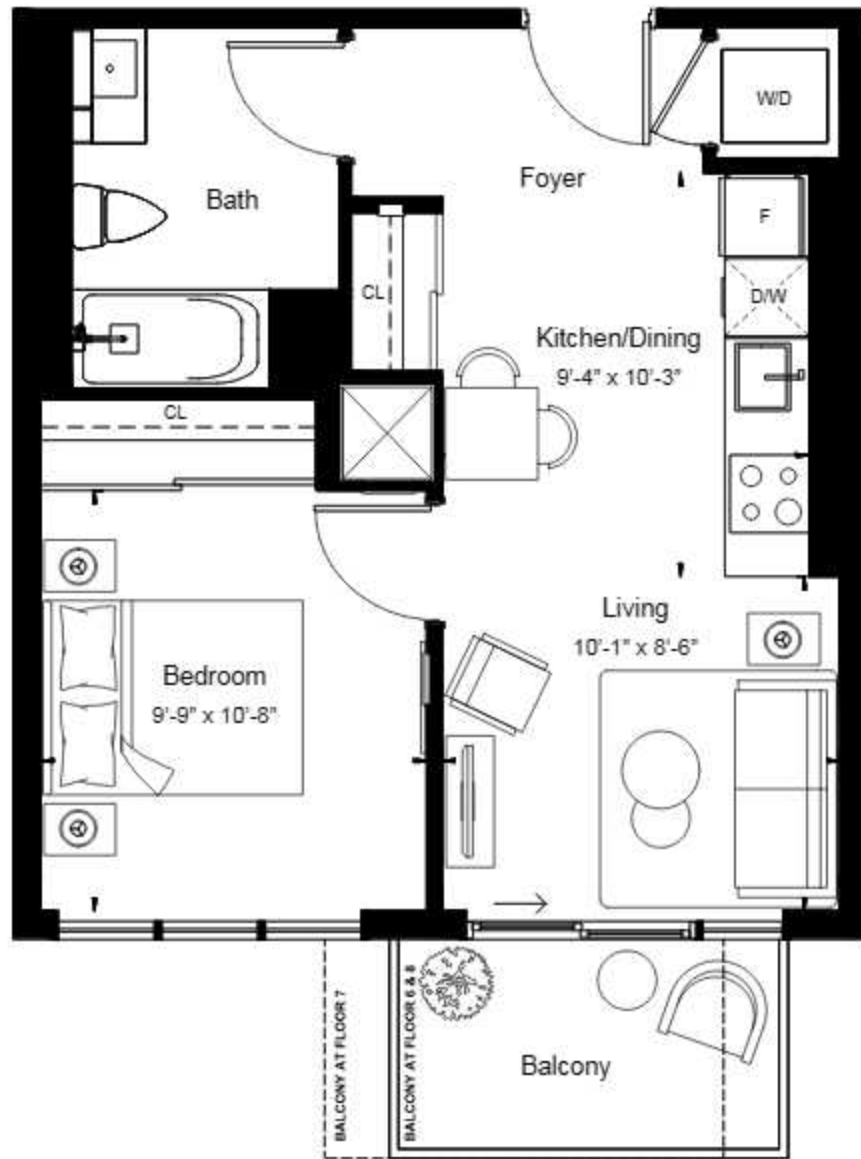 W/D
Foyer
Bath
F
CL
D/W
Kitchen/Dining
9'-4" x 10'-3"
CL
Living
10'-1" x 8'-6"
Bedroom
9'-9" x 10'-8"
BALCONY AT FLOOR 7
BALCONY AT FLOOR 6 & 8
Balcony